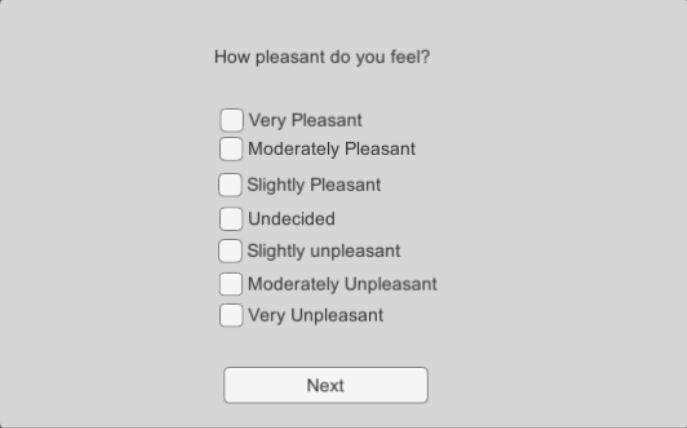 How pleasant do you feel?
Very Pleasant
Moderately Pleasant
Slightly Pleasant
Undecided
Slightly unpleasant
Moderately Unpleasant
Very Unpleasant
Next